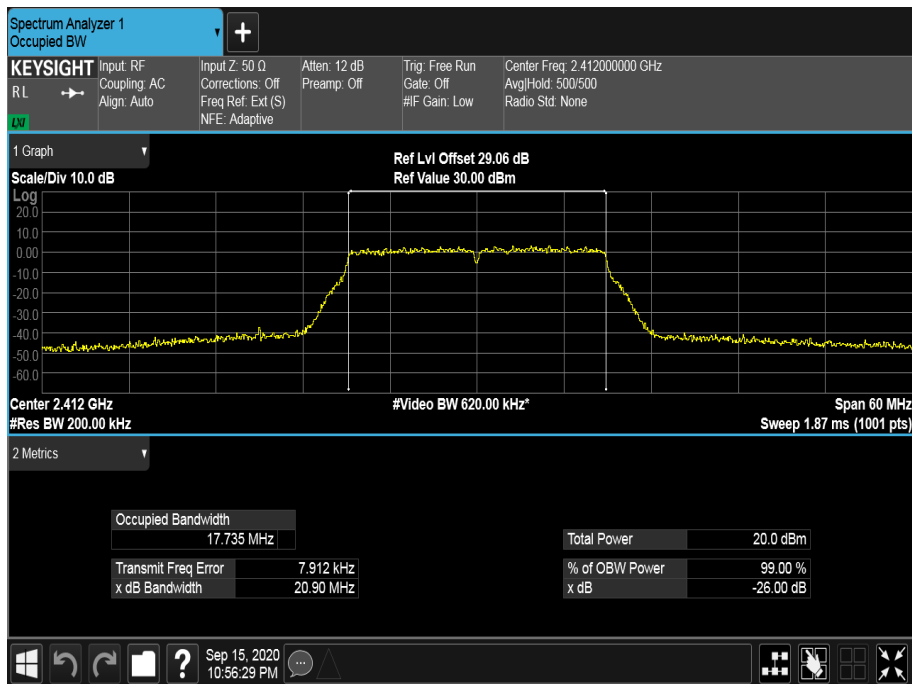 Spectrum Analyzer 1
Occupied BW
+
KEYSIGHT
RL
LXI
Input: RF
Coupling: AC
Align: Auto
Input Z: 50 Ω
Corrections: Off
Freq Ref: Ext (S)
NFE: Adaptive
Atten: 12 dB
Preamp: Off
Trig: Free Run
Gate: Off
#IF Gain: Low
Center Freq: 2.412000000 GHz
Avg|Hold: 500/500
Radio Std: None
1 Graph
Scale/Div 10.0 dB
Ref Lvl Offset 29.06 dB
Ref Value 30.00 dBm
Log
20.0
10.0
0.00
-10.0
-20.0
-30.0
-40.0
-50.0
-60.0
Center 2.412 GHz
#Video BW 620.00 kHz*
Span 60 MHz
#Res BW 200.00 kHz
Sweep 1.87 ms (1001 pts)
2 Metrics
Occupied Bandwidth
17.735 MHz
Transmit Freq Error 7.912 kHz
x dB Bandwidth 20.90 MHz
Total Power 20.0 dBm
% of OBW Power 99.00 %
x dB -26.00 dB
?
Sep 15, 2020
10:56:29 PM